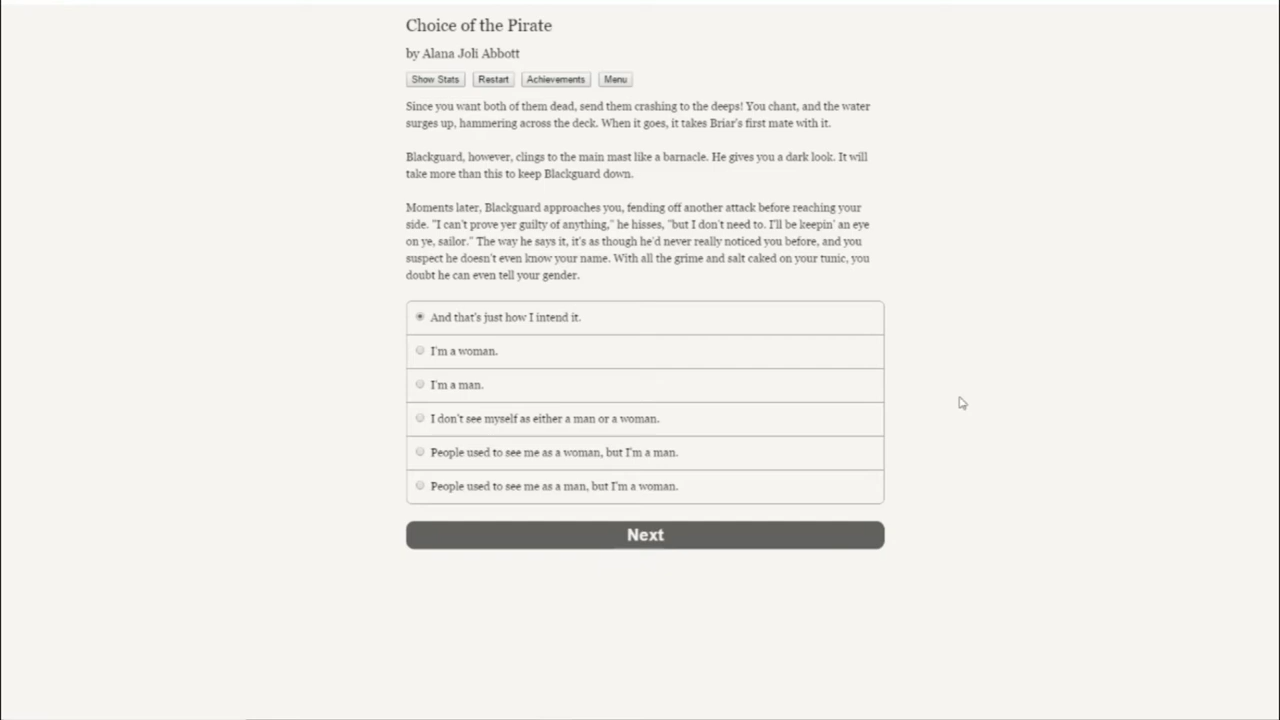 Choice of the Pirate
by Alana Joli Abbott
Show Stats Restart Achievements Menu
Since you want both of them dead, send them crashing to the deeps! You chant, and the water
surges up, hammering across the deck. When it goes, it takes Briar's first mate with it.
Blackguard, however, clings to the main mast like a barnacle. He gives you a dark look. It will
take more than this to keep Blackguard down.
Moments later, Blackguard approaches you, fending off another attack before reaching your
side. "I can't prove yer guilty of anything," he hisses, "but I don't need to. I'll be keepin' an eye
on ye, sailor." The way he says it, it's as though he'd never really noticed you before, and you
suspect he doesn't even know your name. With all the grime and salt caked on your tunic, you
doubt he can even tell your gender.
And that's just how I intend it.
I'm a woman.
I'm a man.
I don't see myself as either a man or a woman.
People used to see me as a woman, but I'm a man.
People used to see me as a man, but I'm a woman.
Next